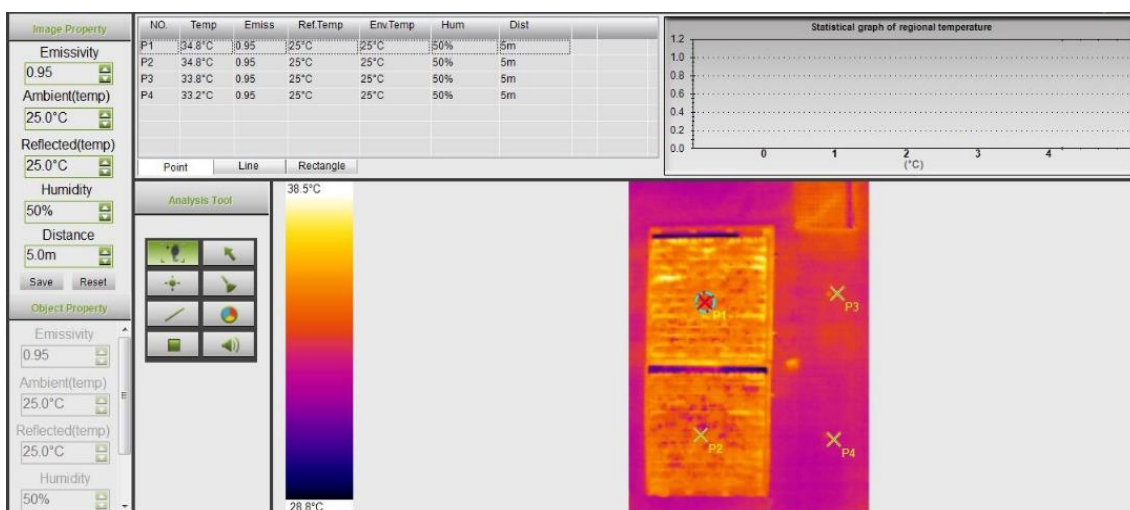 Image Property
Emissivity
0.95
Ambient(temp)
25.0°C
Reflected(temp)
25.0°C
Humidity
50%
Distance
5.0m
Save Reset
Object Property
Emissivity
0.95
Ambient(temp)
25.0°C
Reflected(temp)
25.0°C
Humidity
50%
NO. Temp Emiss Ref.Temp Env.Temp Hum Dist
P1 34.8°C 0.95 25°C 25°C 50% 5m
P2 34.8°C 0.95 25°C 25°C 50% 5m
P3 33.8°C 0.95 25°C 25°C 50% 5m
P4 33.2°C 0.95 25°C 25°C 50% 5m
Point Line Rectangle
Statistical graph of regional temperature
1.2
1.0
0.8
0.6
0.4
0.2
0.0
0 1 2 3 4
(°C)
Analysis Tool
38.5°C
28.8°C
P1
P3
P2
P4